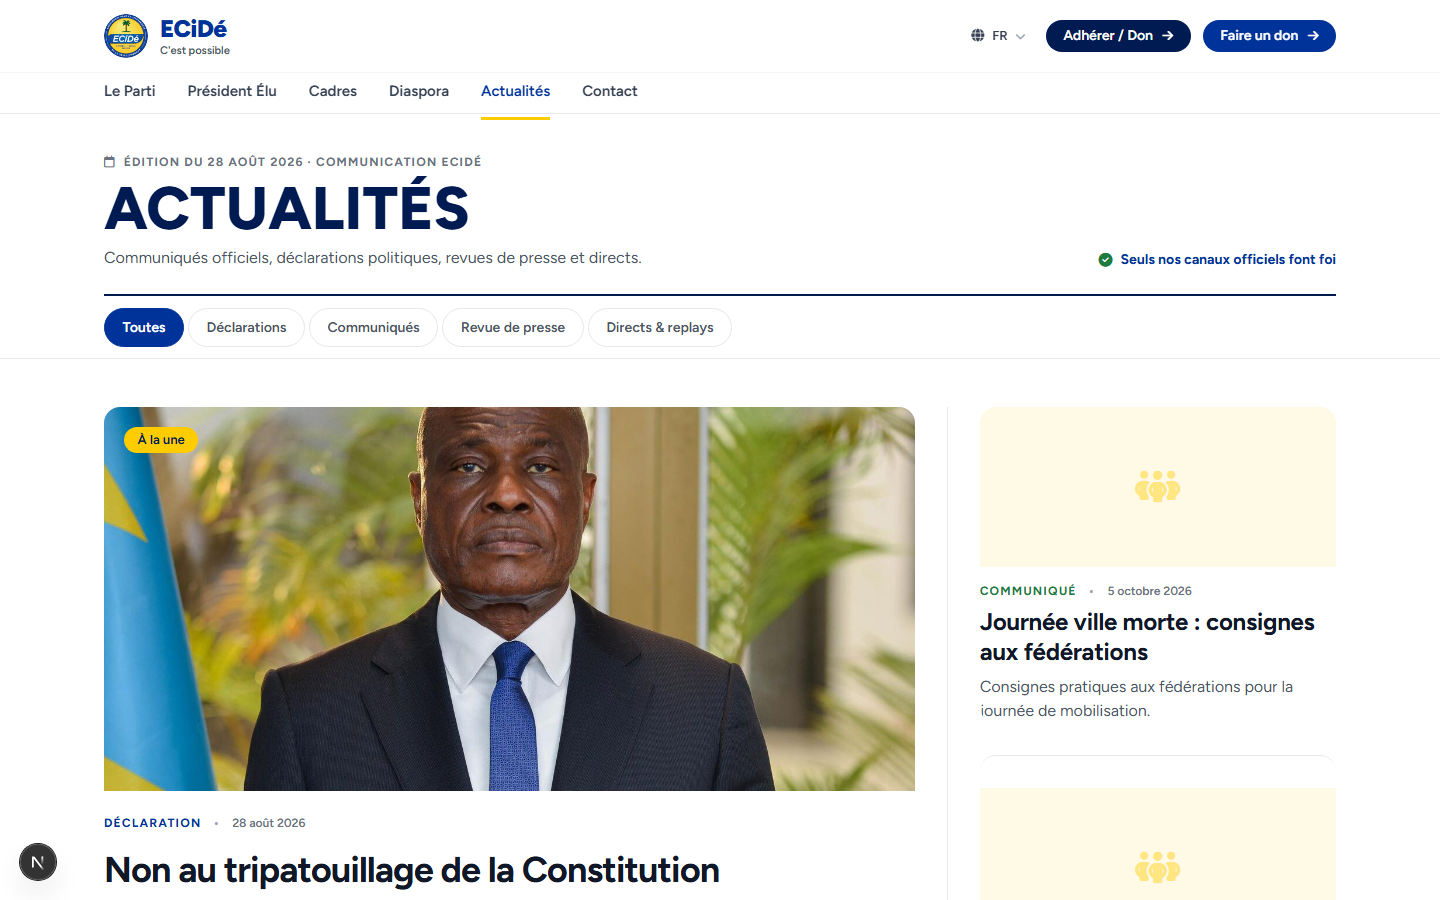 ECiDé
ECiDé
C'est possible
FR
Adhérer / Don →
Faire un don →
Le Parti
Président Élu
Cadres
Diaspora
Actualités
Contact
ÉDITION DU 28 AOÛT 2026 · COMMUNICATION ECIDÉ
ACTUALITÉS
Communiqués officiels, déclarations politiques, revues de presse et directs.
Seuls nos canaux officiels font foi
Toutes
Déclarations
Communiqués
Revue de presse
Directs & replays
À la une
DÉCLARATION • 28 août 2026
Non au tripatouillage de la Constitution
COMMUNIQUÉ • 5 octobre 2026
Journée ville morte : consignes
aux fédérations
Consignes pratiques aux fédérations pour la
journée de mobilisation.
N